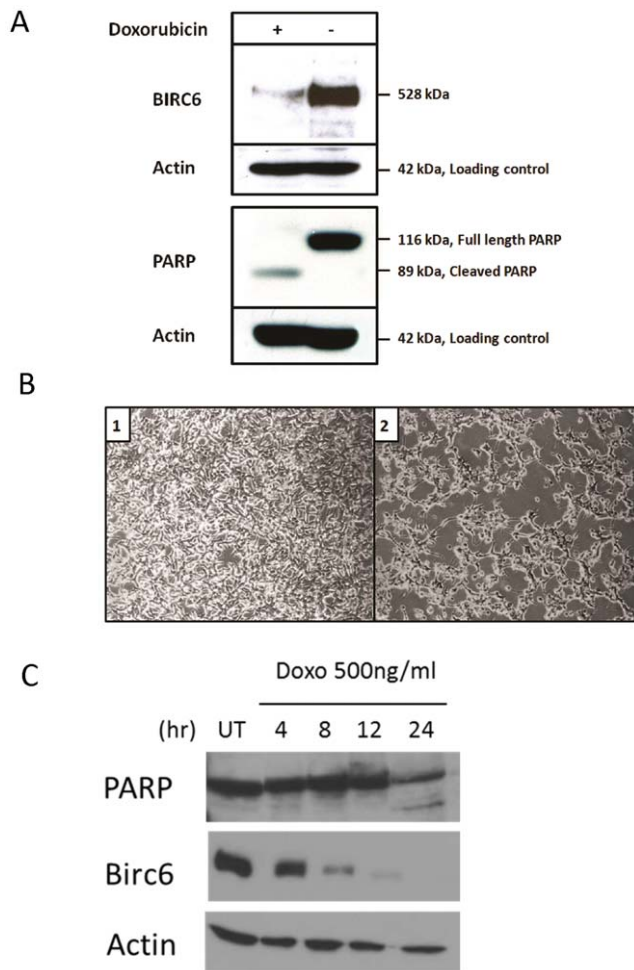 A
Doxorubicin + -
BIRC6
528 kDa
Actin
42 kDa, Loading control
PARP
116 kDa, Full length PARP
89 kDa, Cleaved PARP
Actin
42 kDa, Loading control
B
1 2
C
Doxo 500ng/ml
(hr) UT 4 8 12 24
PARP
Birc6
Actin